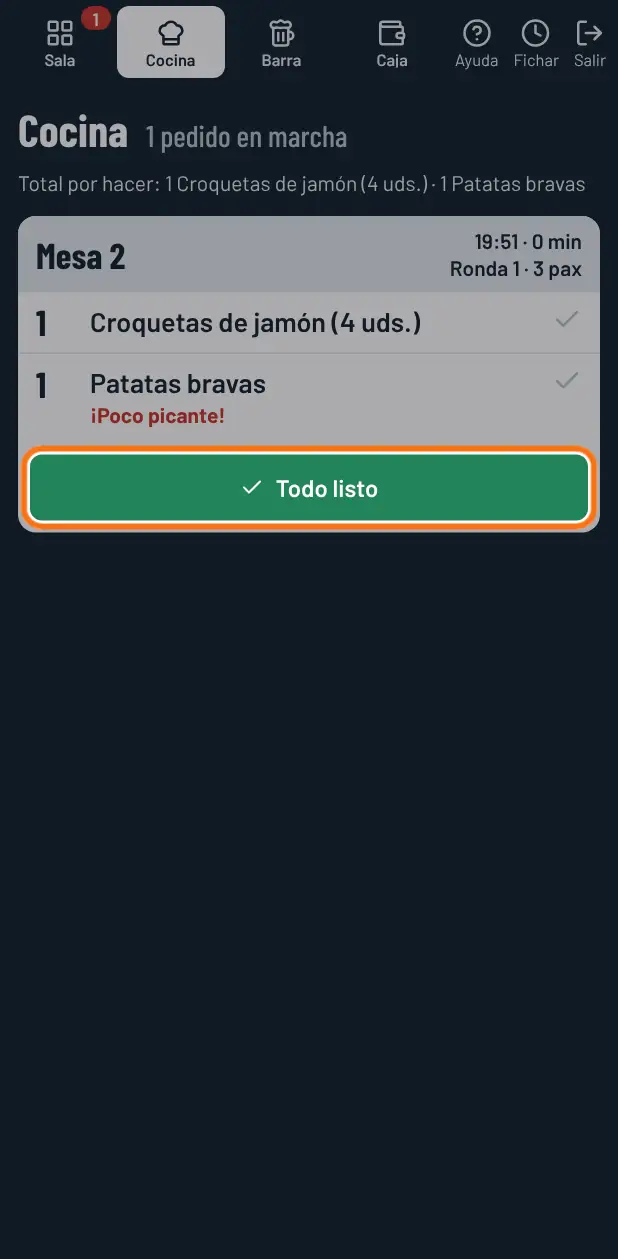 1
Sala
Cocina
Barra
Caja
Ayuda
Fichar
Salir
Cocina 1 pedido en marcha
Total por hacer: 1 Croquetas de jamón (4 uds.) · 1 Patatas bravas
Mesa 2
19:51 · 0 min
Ronda 1 · 3 pax
1 Croquetas de jamón (4 uds.)
1 Patatas bravas
¡Poco picante!
Todo listo